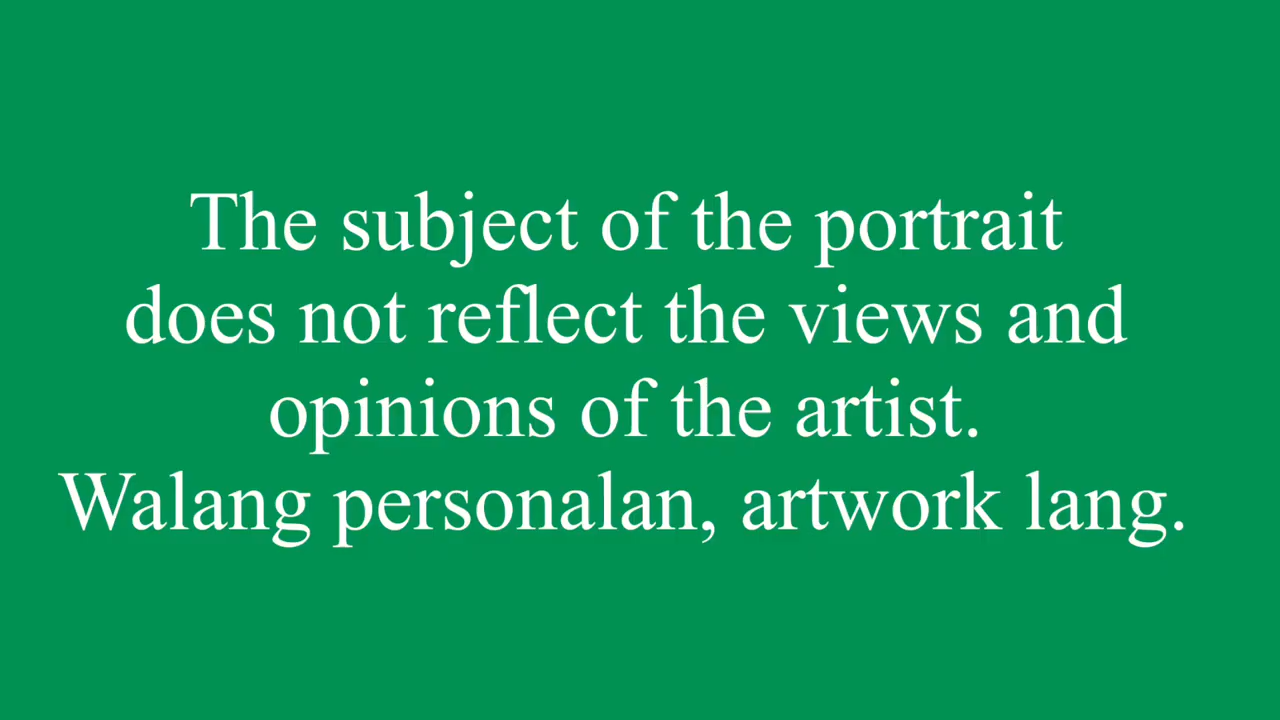 The subject of the portrait
does not reflect the views and
opinions of the artist.
Walang personalan, artwork lang.